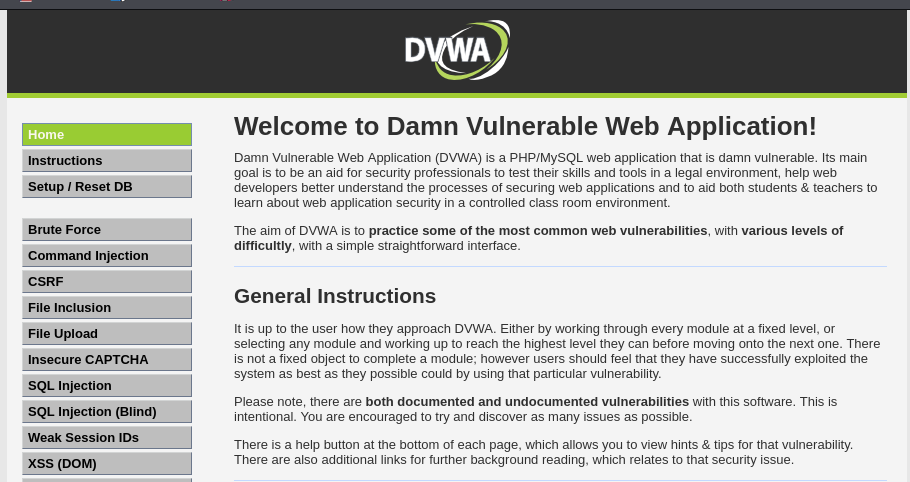 DVWA
Home
Instructions
Setup / Reset DB
Brute Force
Command Injection
CSRF
File Inclusion
File Upload
Insecure CAPTCHA
SQL Injection
SQL Injection (Blind)
Weak Session IDs
XSS (DOM)
Welcome to Damn Vulnerable Web Application!
Damn Vulnerable Web Application (DVWA) is a PHP/MySQL web application that is damn vulnerable. Its main
goal is to be an aid for security professionals to test their skills and tools in a legal environment, help web
developers better understand the processes of securing web applications and to aid both students & teachers to
learn about web application security in a controlled class room environment.
The aim of DVWA is to practice some of the most common web vulnerabilities, with various levels of
difficultly, with a simple straightforward interface.
General Instructions
It is up to the user how they approach DVWA. Either by working through every module at a fixed level, or
selecting any module and working up to reach the highest level they can before moving onto the next one. There
is not a fixed object to complete a module; however users should feel that they have successfully exploited the
system as best as they possible could by using that particular vulnerability.
Please note, there are both documented and undocumented vulnerabilities with this software. This is
intentional. You are encouraged to try and discover as many issues as possible.
There is a help button at the bottom of each page, which allows you to view hints & tips for that vulnerability.
There are also additional links for further background reading, which relates to that security issue.